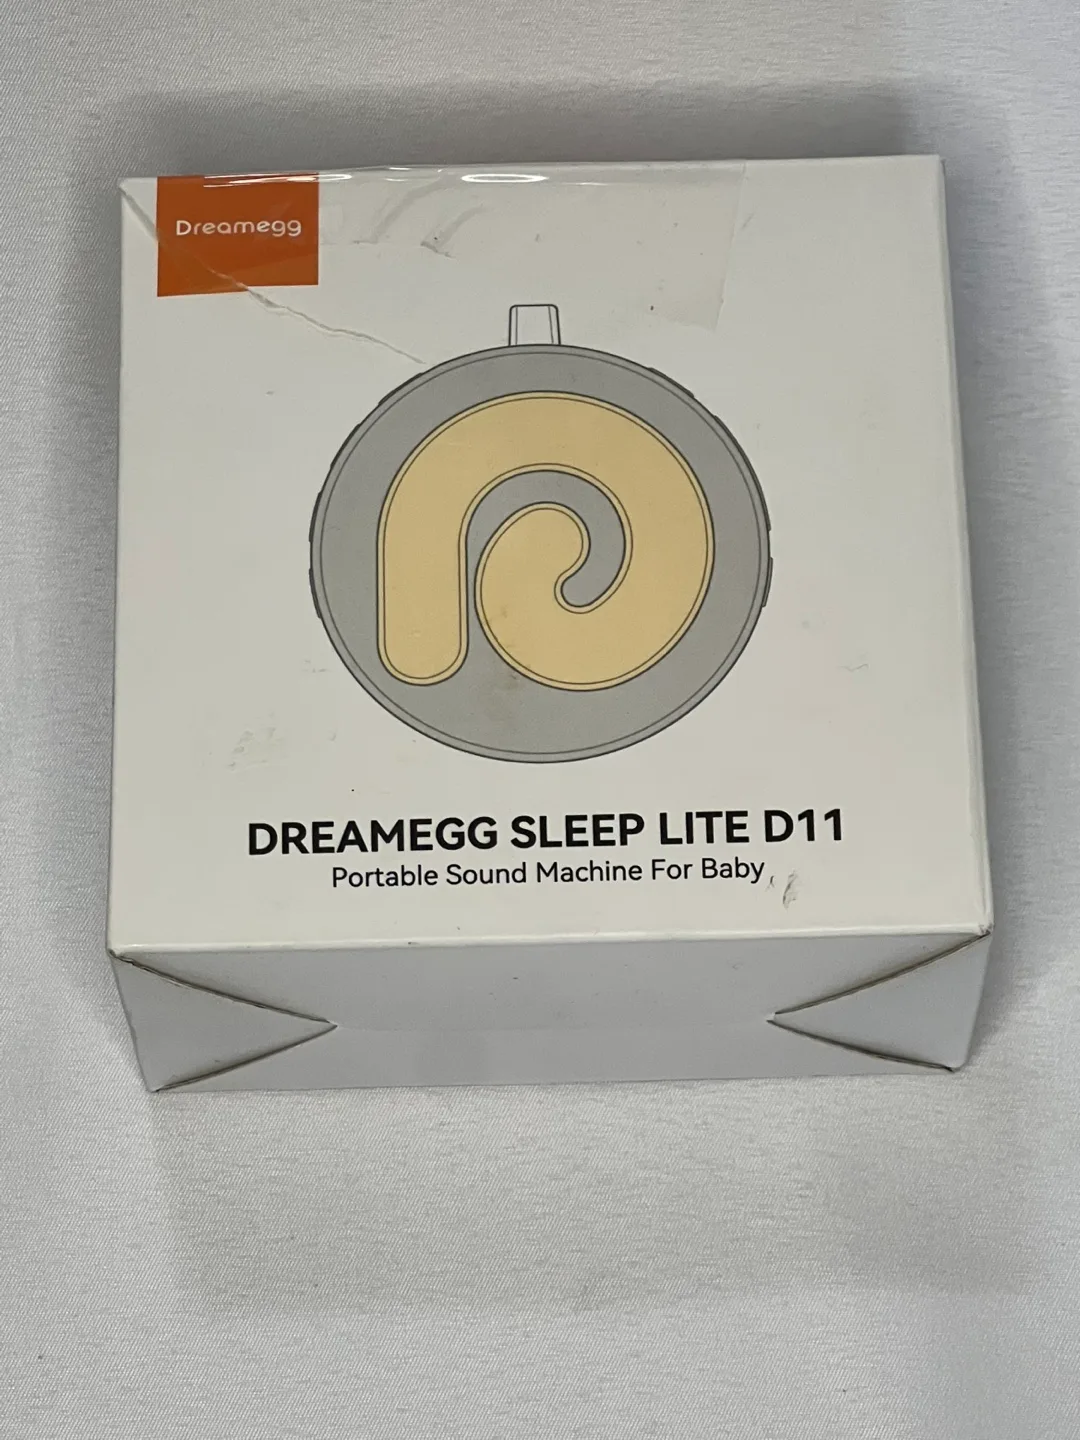 Dreamegg
DREAMEGG SLEEP LITE D11
Portable Sound Machine For Baby